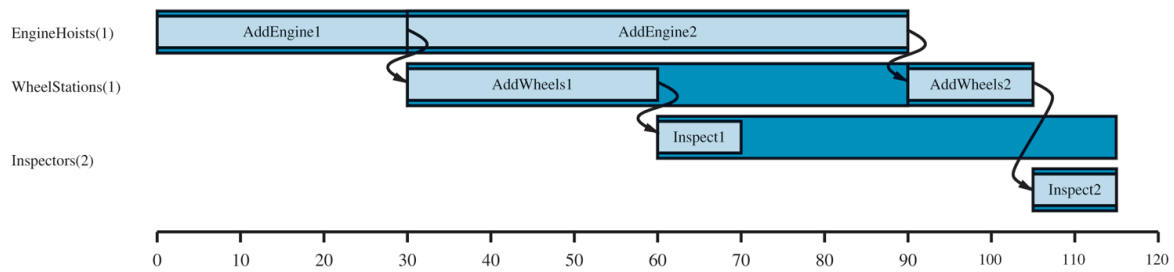 EngineHoists(1) AddEngine1 AddEngine2
WheelStations(1) AddWheels1 AddWheels2
Inspect1
Inspectors(2)
Inspect2
0 10 20 30 40 50 60 70 80 90 100 110 120